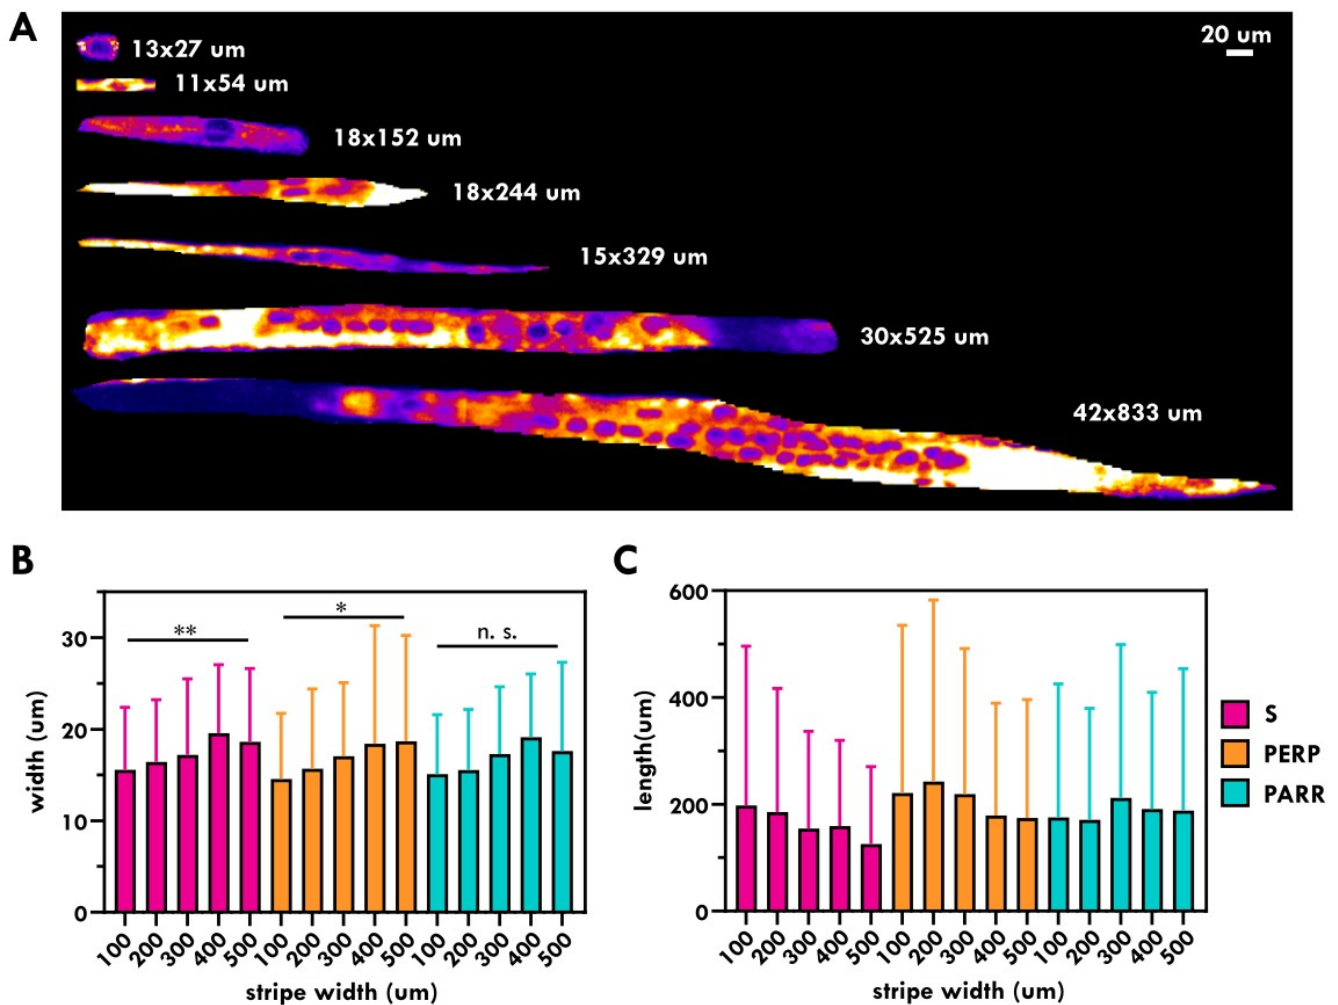 A
20 um
13x27 um
11x54 um
18x152 um
18x244 um
15x329 um
30x525 um
42x833 um
B
width (um)
30
20
10
0
**
*
n. s.
100 200 300 400 500 100 200 300 400 500 100 200 300 400 500
stripe width (um)
C
length(um)
600
400
200
0
100 200 300 400 500 100 200 300 400 500 100 200 300 400 500
stripe width (um)
S
PERP
PARR